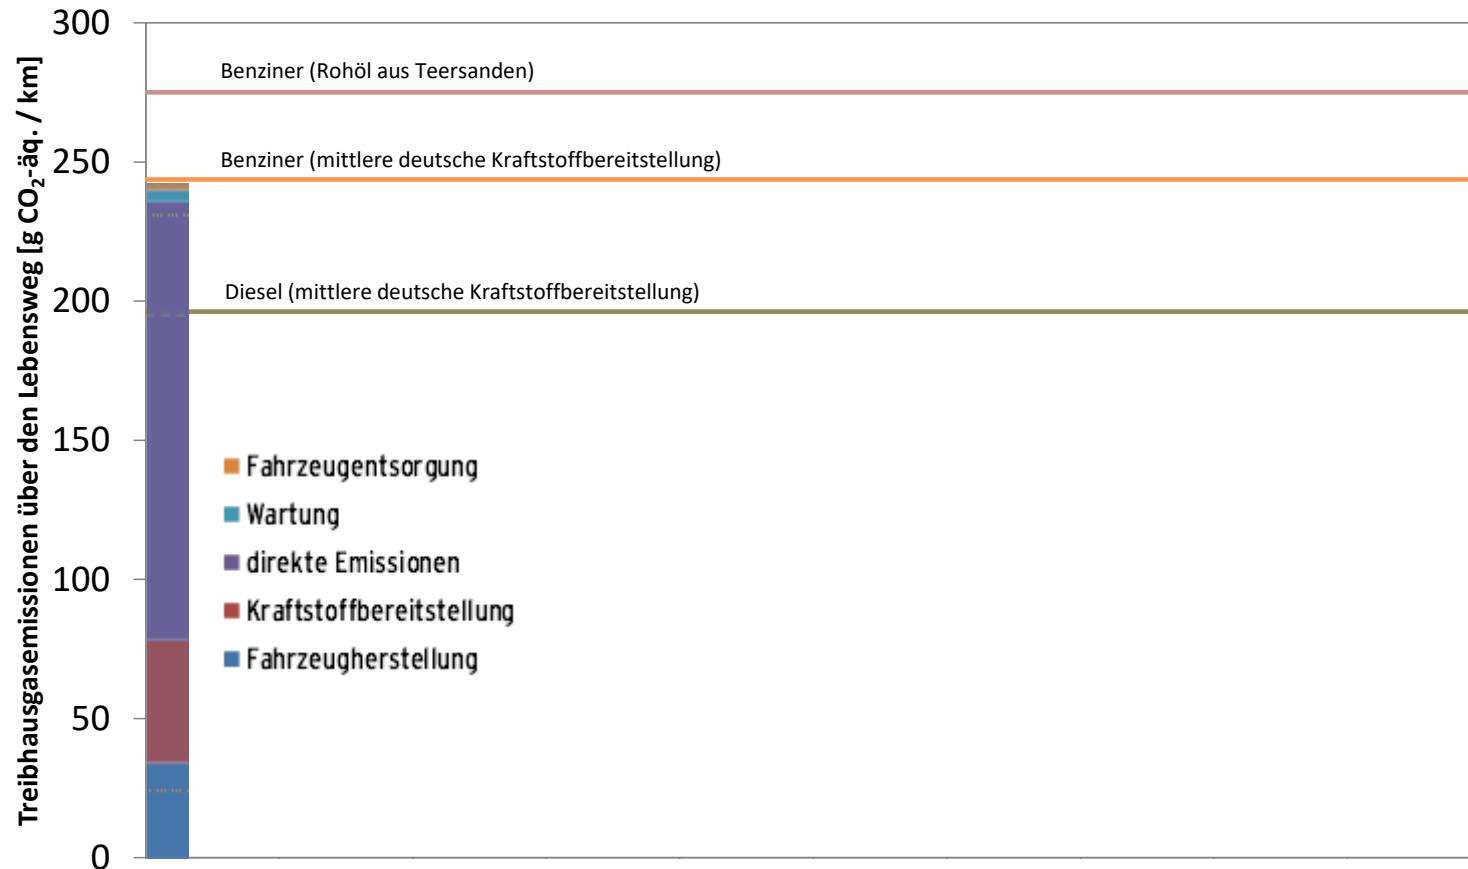 Treibhausgasemissionen über den Lebensweg [g CO₂-äq. / km]
300
250
200
150
100
50
0
Benziner (Rohöl aus Teersanden)
Benziner (mittlere deutsche Kraftstoffbereitstellung)
Diesel (mittlere deutsche Kraftstoffbereitstellung)
Fahrzeugentsorgung
Wartung
direkte Emissionen
Kraftstoffbereitstellung
Fahrzeugherstellung